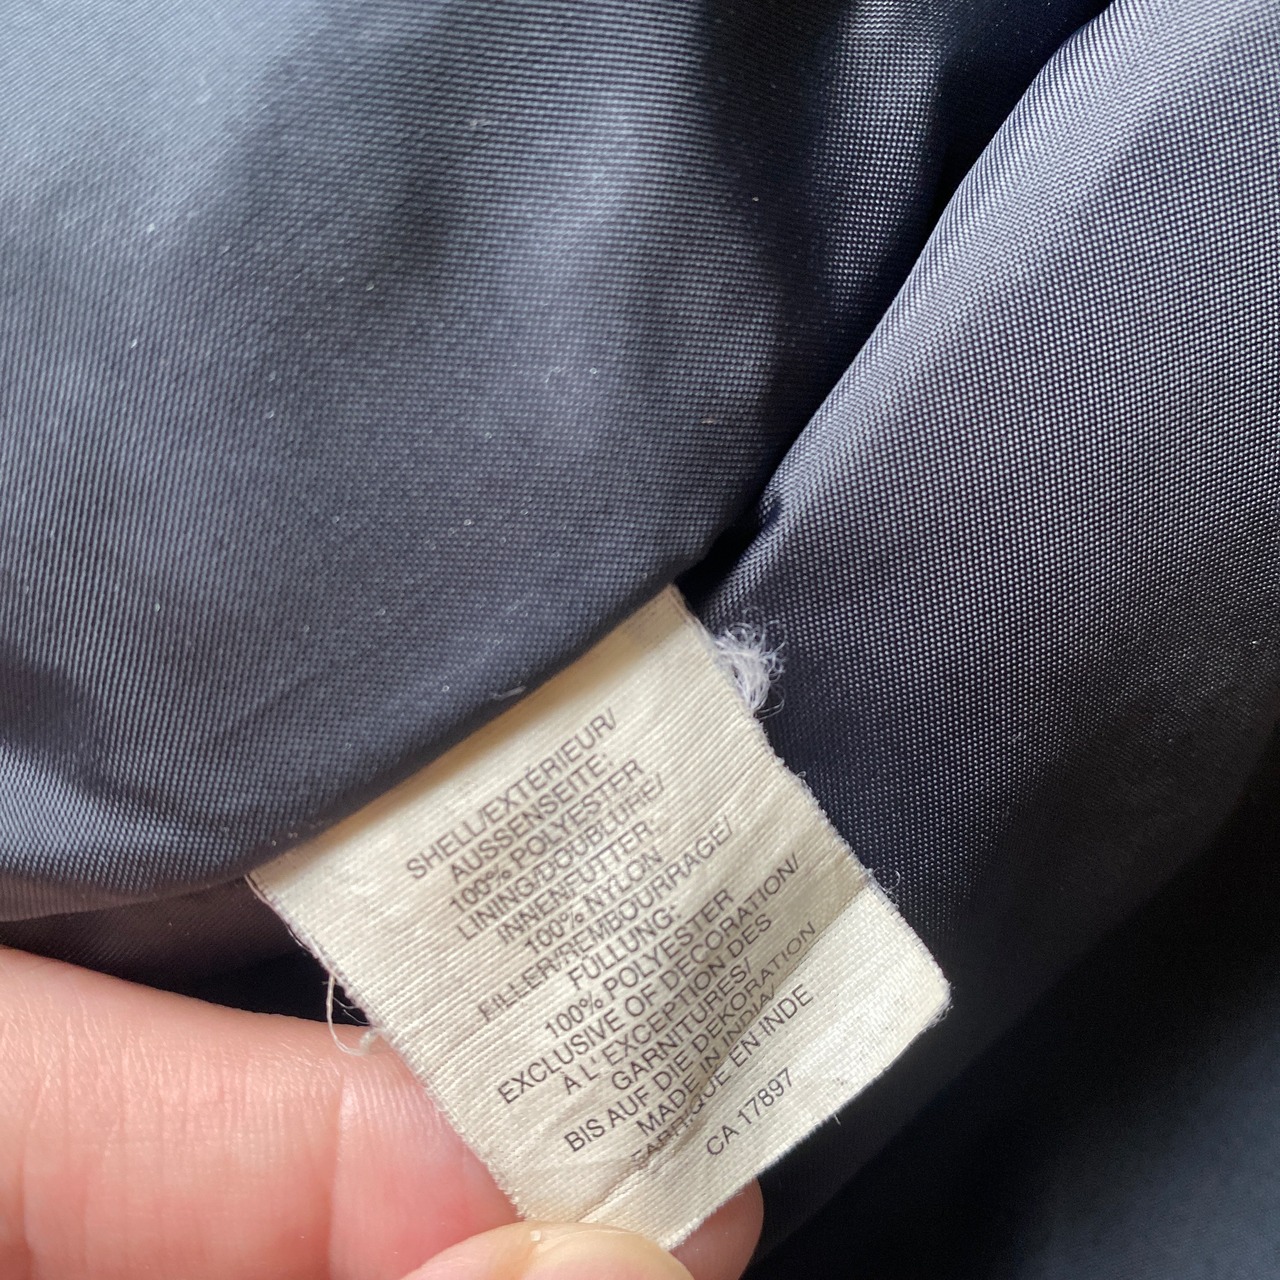 SHELL/EXTÉRIEUR/
AUSSENSEITE:
100% POLYESTER
LINING/DOUBLURE/
INNENFUTTER:
100% NYLON
FILLER/REMBOURRAGE/
FÜLLUNG:
100% POLYESTER
EXCLUSIVE OF DECORATION/
À L'EXCEPTION DES
GARNITURES/
BIS AUF DIE DEKORATION
MADE IN INDIA/
FABRIQUE EN INDE
CA 17897